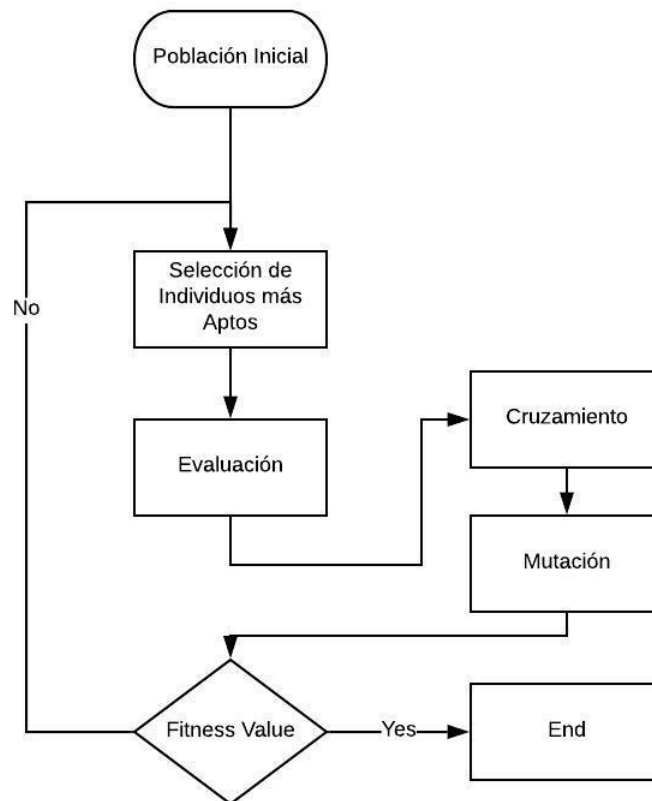 Población Inicial
No
Selección de
Individuos más
Aptos
Evaluación
Cruzamiento
Mutación
Fitness Value
Yes
End